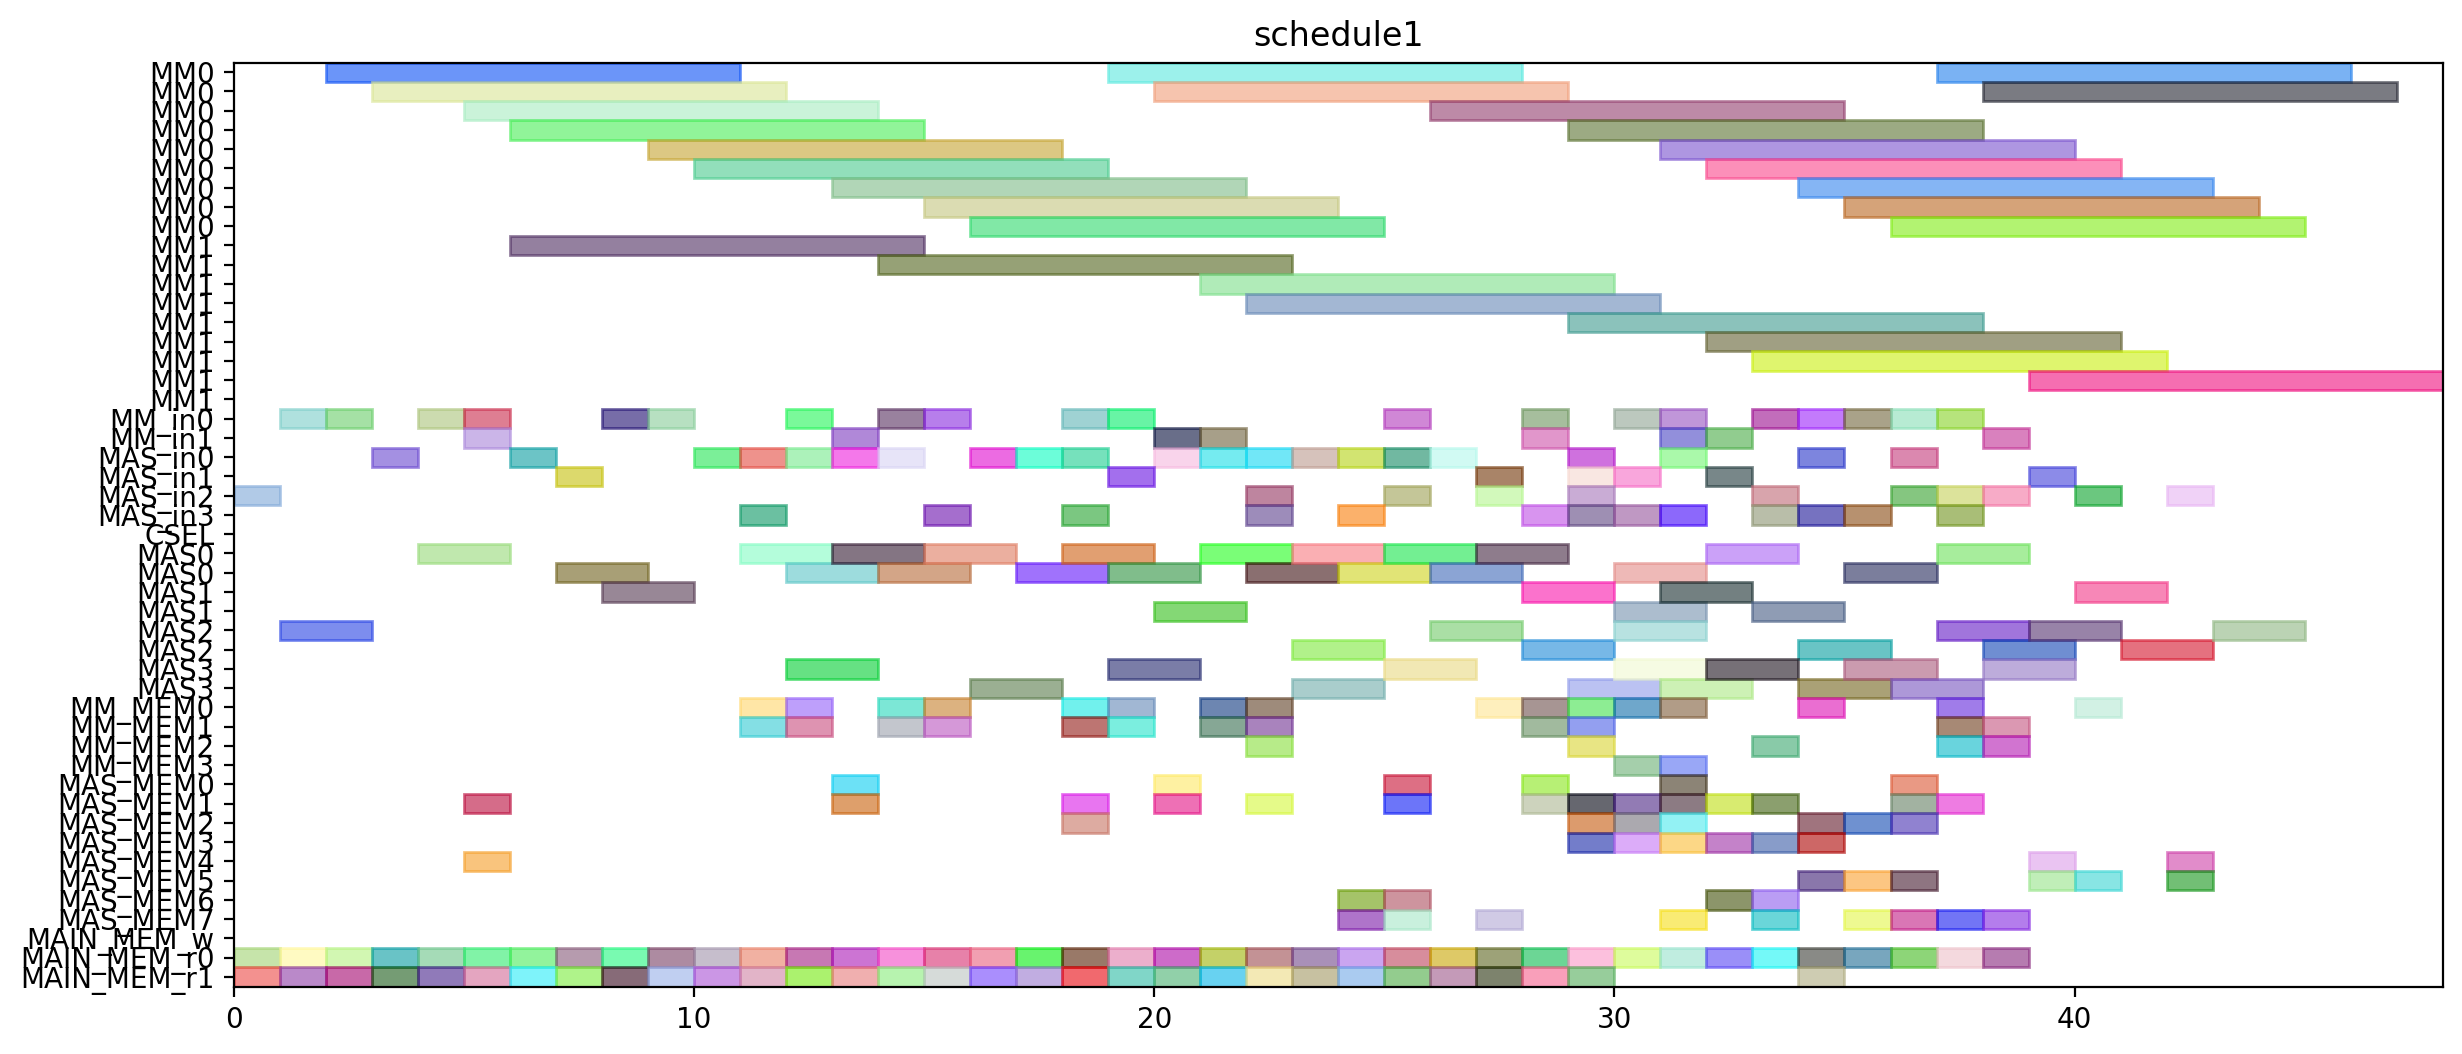 schedule1
MM0
MM0
MM0
MM0
MM0
MM0
MM0
MM0
MM0
MM1
MM1
MM1
MM1
MM1
MM1
MM1
MM1
MM1
MM_in0
MM_in1
MAS_in0
MAS_in1
MAS_in2
MAS_in3
CSEL
MAS0
MAS0
MAS1
MAS1
MAS2
MAS2
MAS3
MAS3
MM_MEM0
MM_MEM1
MM_MEM2
MM_MEM3
MAS_MEM0
MAS_MEM1
MAS_MEM2
MAS_MEM3
MAS_MEM4
MAS_MEM5
MAS_MEM6
MAS_MEM7
MAIN_MEM_w
MAIN_MEM_r0
MAIN_MEM_r1
0 10 20 30 40